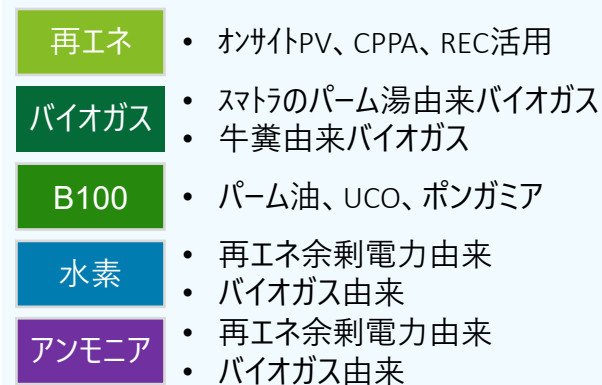 再エネ
• オンサイトPV、CPPA、REC活用
バイオガス
• スマトラのパーム湯由来バイオガス
• 牛糞由来バイオガス
B100
• パーム油、UCO、ポンガミア
水素
• 再エネ余剰電力由来
• バイオガス由来
アンモニア
• 再エネ余剰電力由来
• バイオガス由来